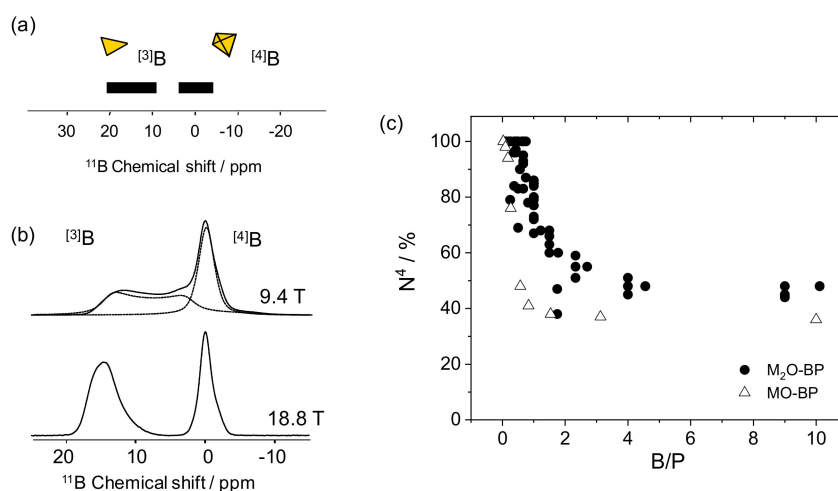 (a)
[3]B
[4]B
30 20 10 0 -10 -20
11B Chemical shift / ppm
(b)
[3]B
[4]B
9.4 T
18.8 T
20 10 0 -10
11B Chemical shift / ppm
(c)
100
80
60
40
20
0
N4 / %
M2O-BP
MO-BP
0 2 4 6 8 10
B/P